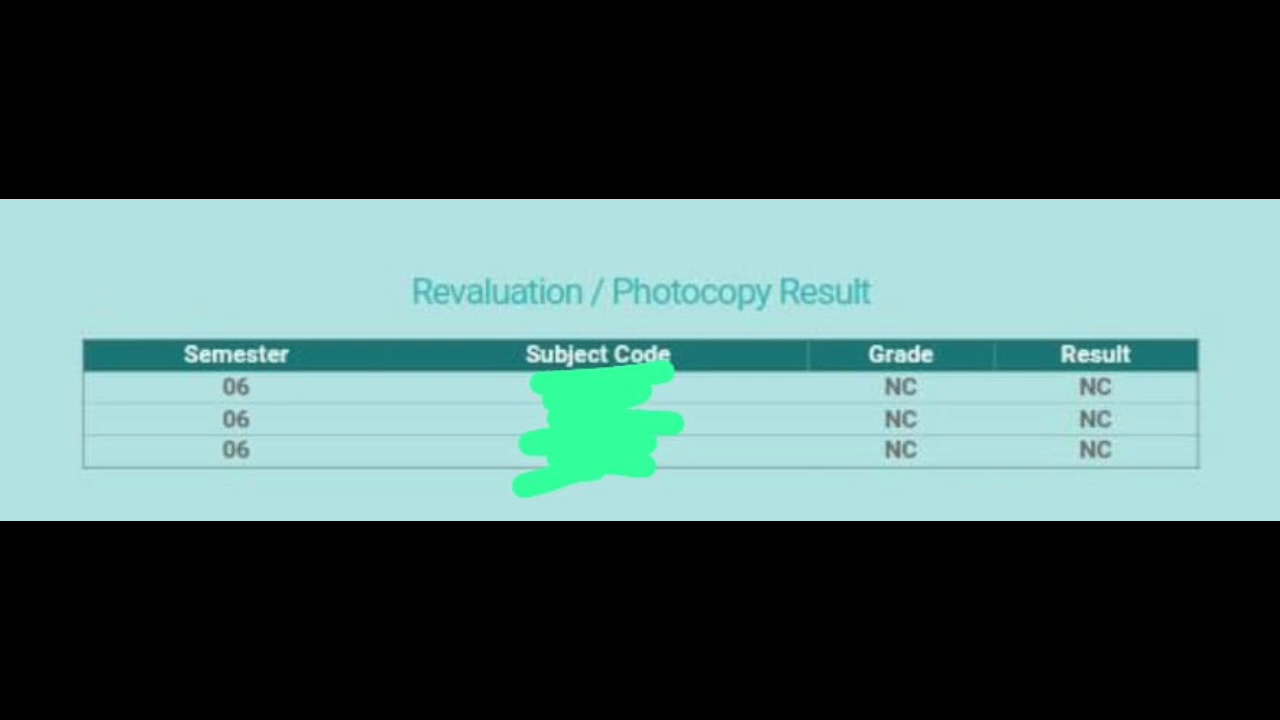 Revaluation / Photocopy Result
Semester Subject Code Grade Result
06 NC NC
06 NC NC
06 NC NC